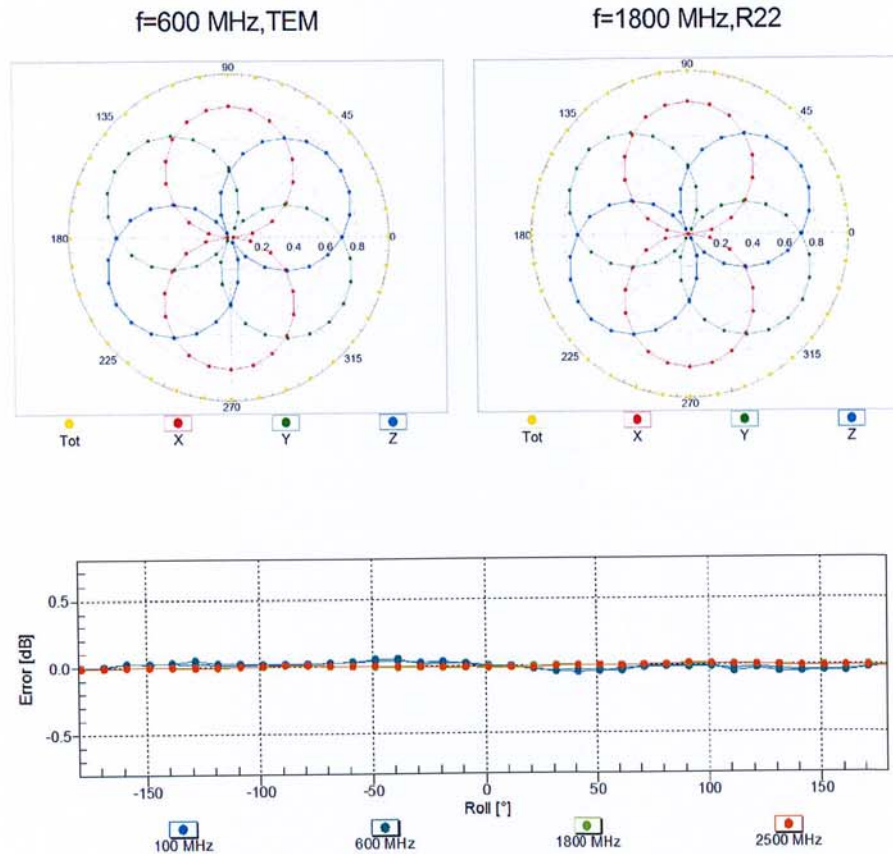 f=600 MHz,TEM
f=1800 MHz,R22
90
135
45
180
0.2
0.4
0.6
0.8
0
225
315
270
Tot
X
Y
Z
90
135
45
180
0.2
0.4
0.6
0.8
0
225
315
270
Tot
X
Y
Z
Error [dB]
0.5
0.0
-0.5
-150
-100
-50
0
50
100
150
Roll [°]
100 MHz
600 MHz
1800 MHz
2500 MHz